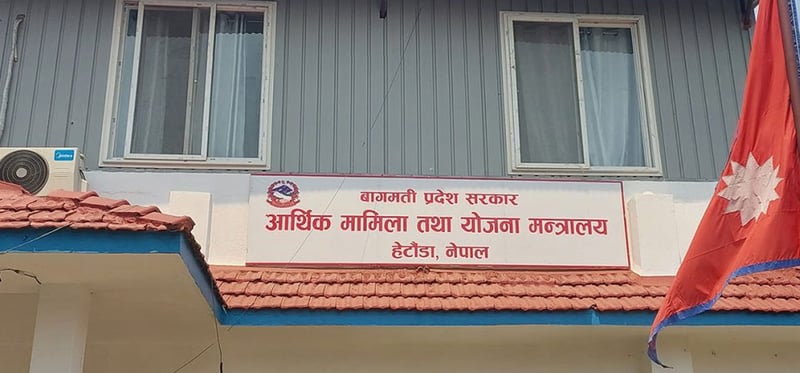 बागमती प्रदेश सरकार
आर्थिक मामिला तथा योजना मन्त्रालय
हेटौंडा, नेपाल